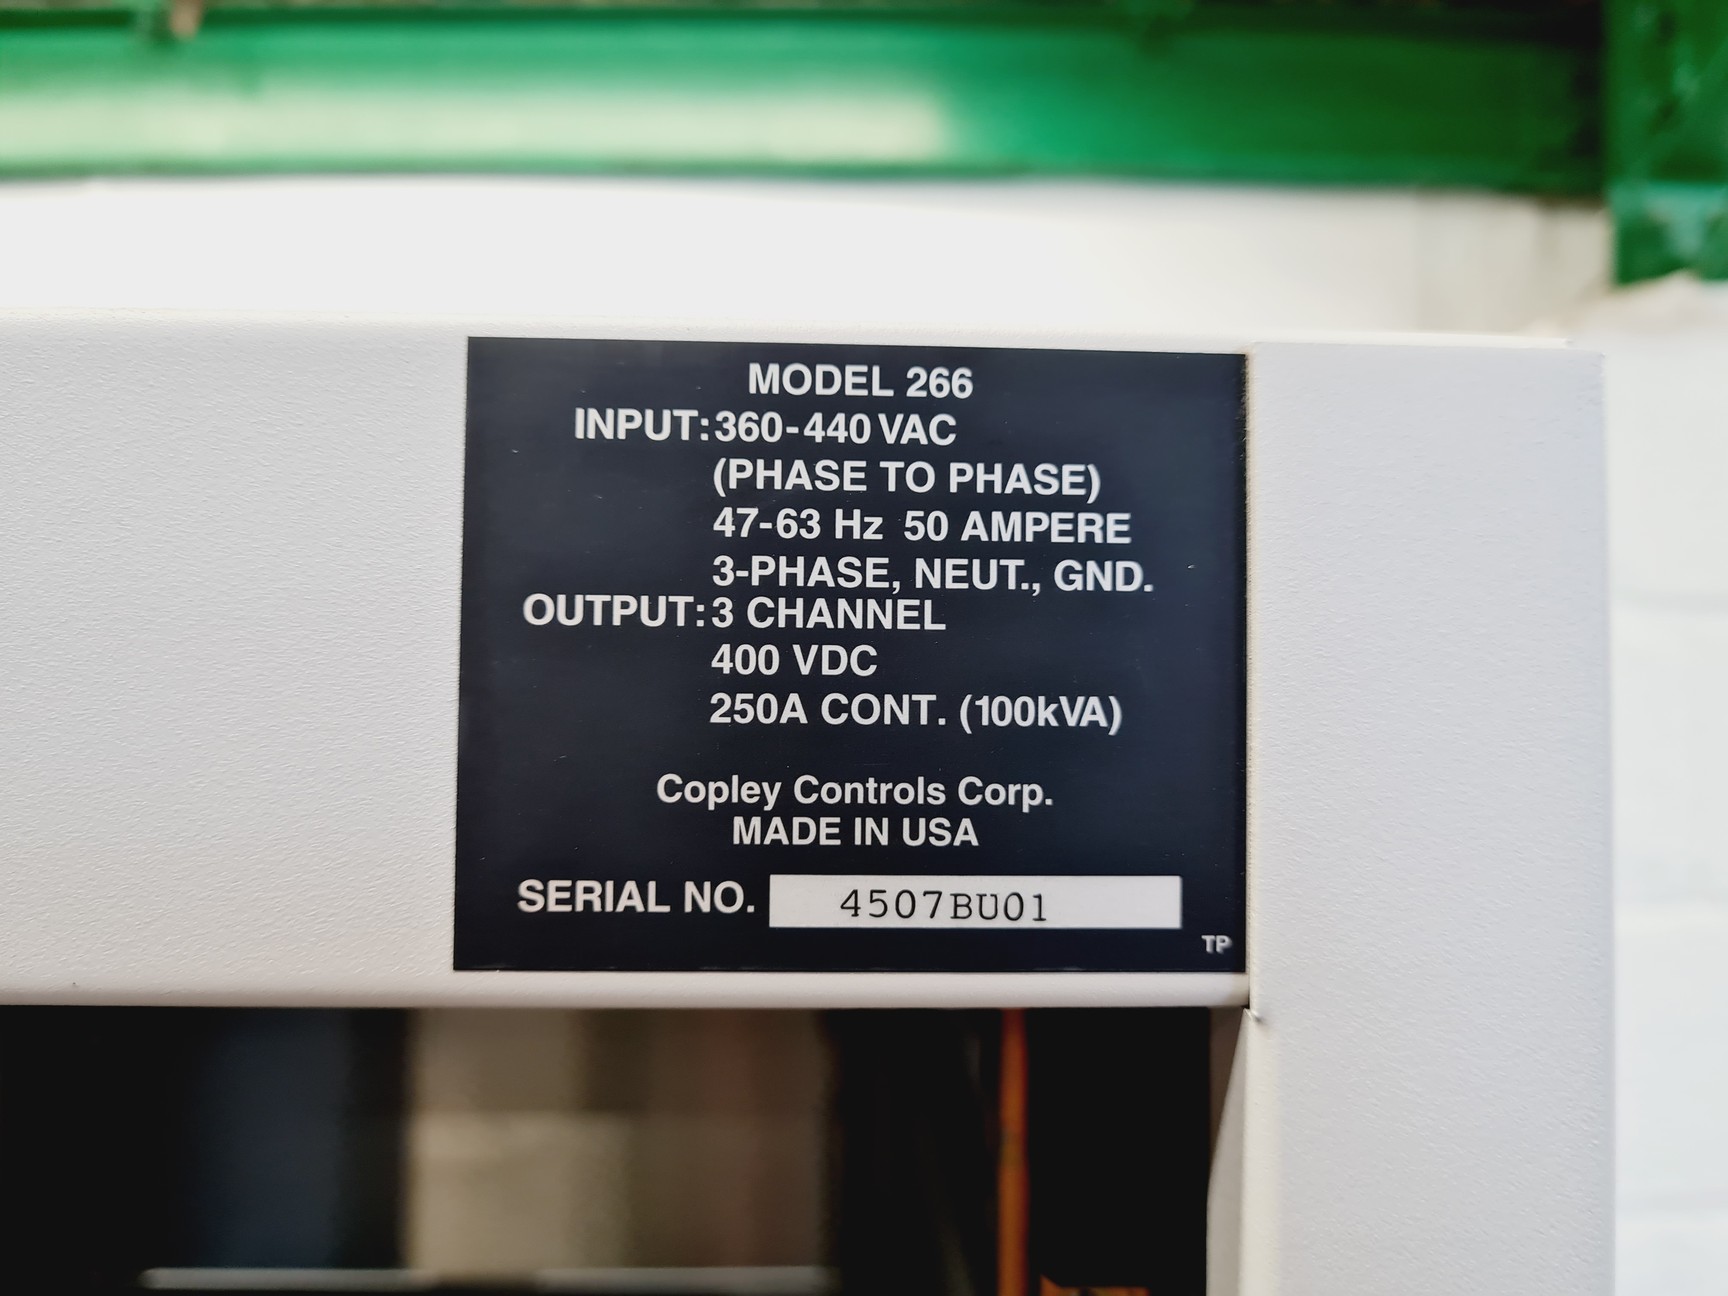 MODEL 266
INPUT: 360-440 VAC
(PHASE TO PHASE)
47-63 Hz 50 AMPERE
3-PHASE, NEUT., GND.
OUTPUT: 3 CHANNEL
400 VDC
250A CONT. (100kVA)
Copley Controls Corp.
MADE IN USA
SERIAL NO. 4507BU01
TP